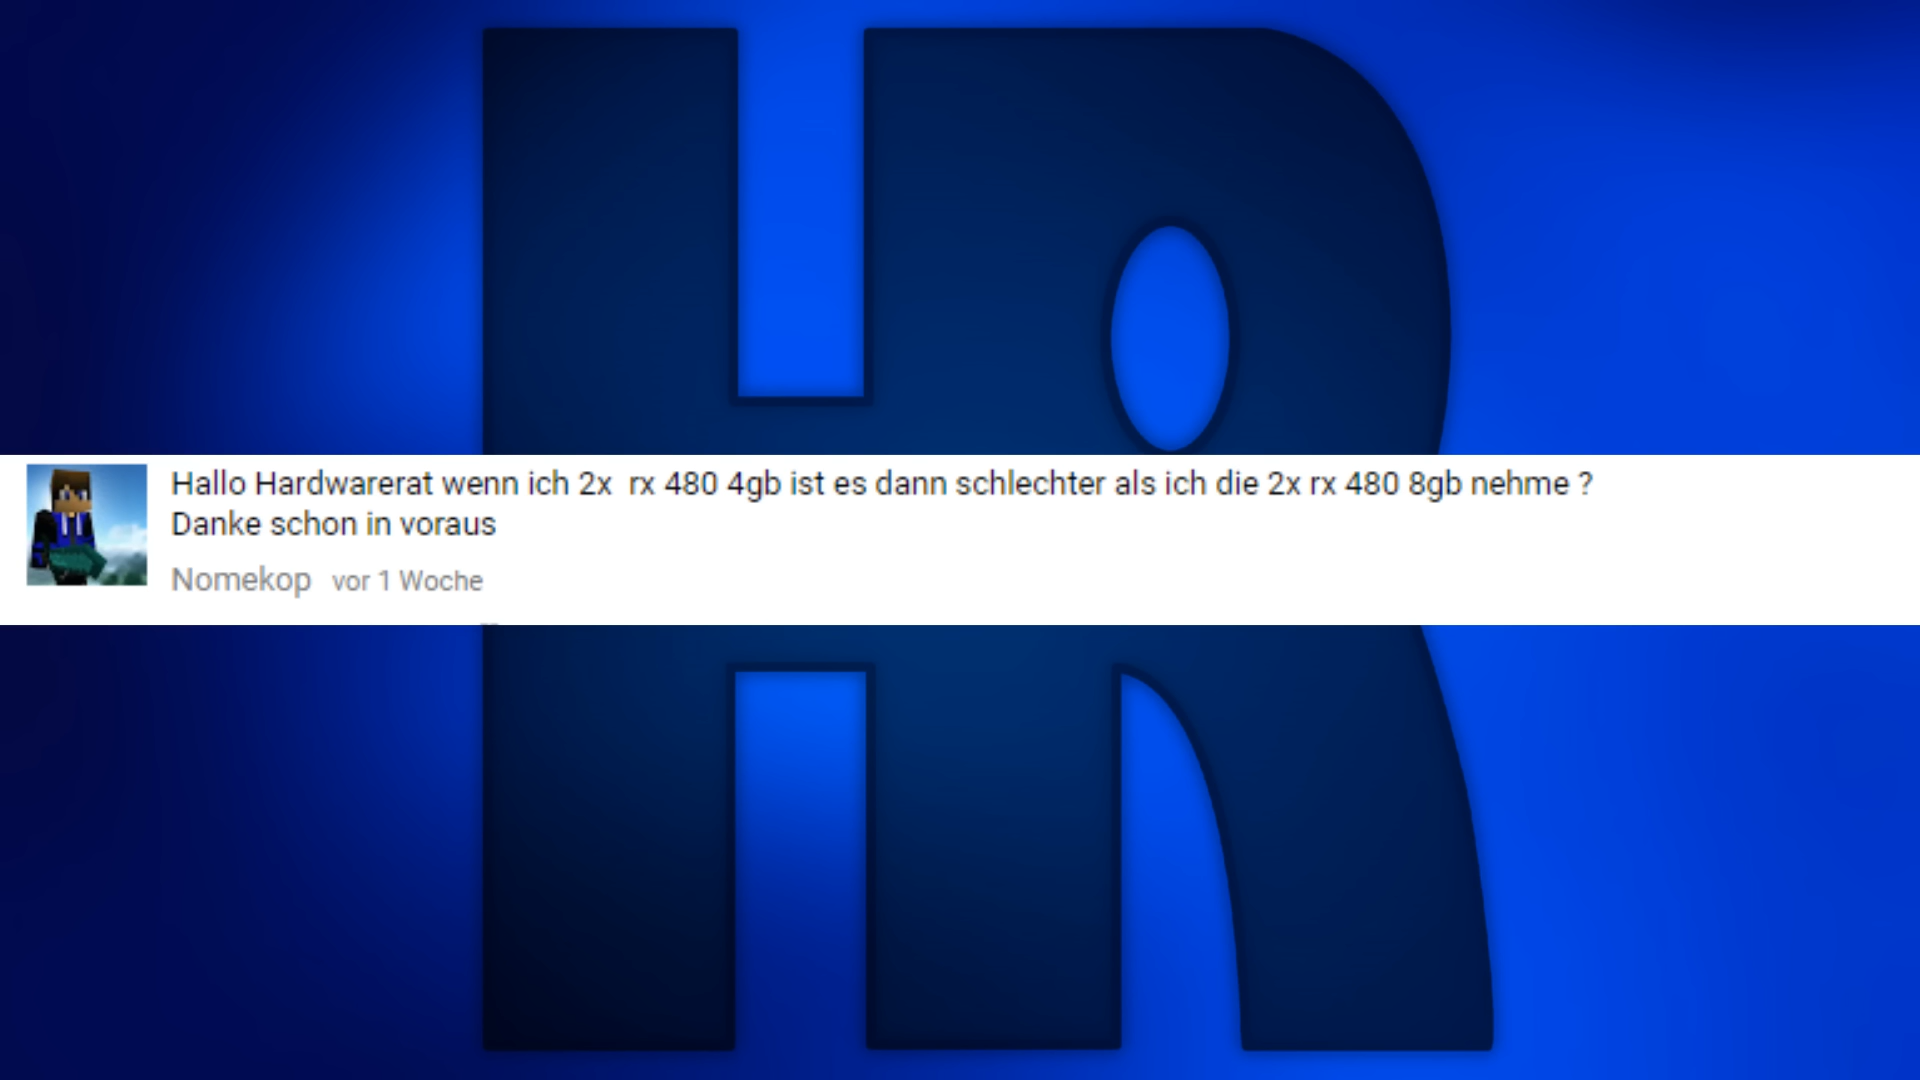 HR
Hallo Hardwarerat wenn ich 2x  rx 480 4gb ist es dann schlechter als ich die 2x rx 480 8gb nehme ?
Danke schon in voraus
Nomekop vor 1 Woche